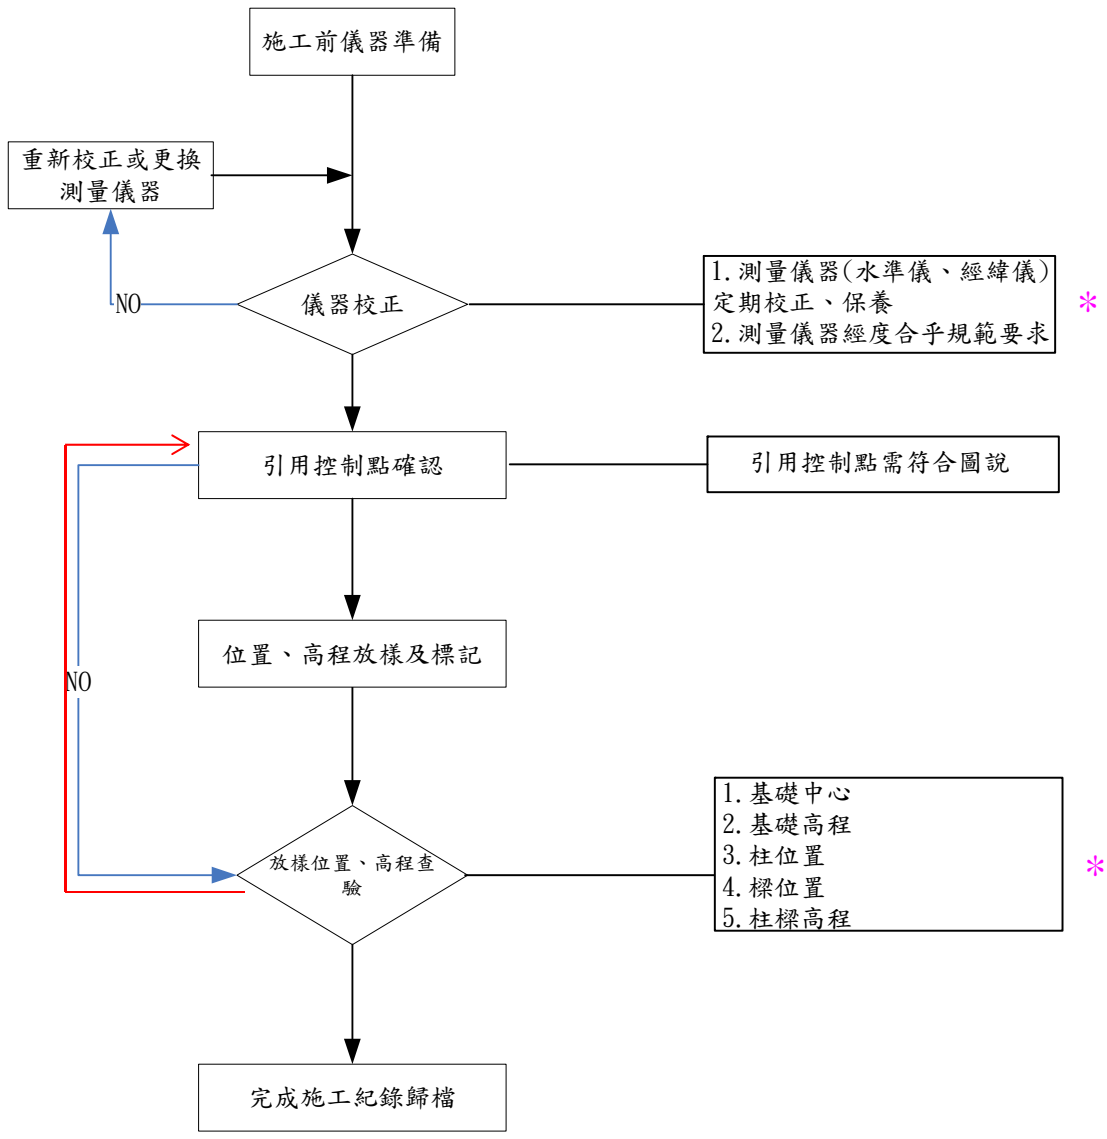 施工前儀器準備
重新校正或更換
測量儀器
NO
儀器校正
1.測量儀器(水準儀、經緯儀)
定期校正、保養
2.測量儀器經度合乎規範要求
*
引用控制點確認
引用控制點需符合圖說
位置、高程放樣及標記
NO
放樣位置、高程查
驗
1.基礎中心
2.基礎高程
3.柱位置
4.樑位置
5.柱樑高程
*
完成施工紀錄歸檔